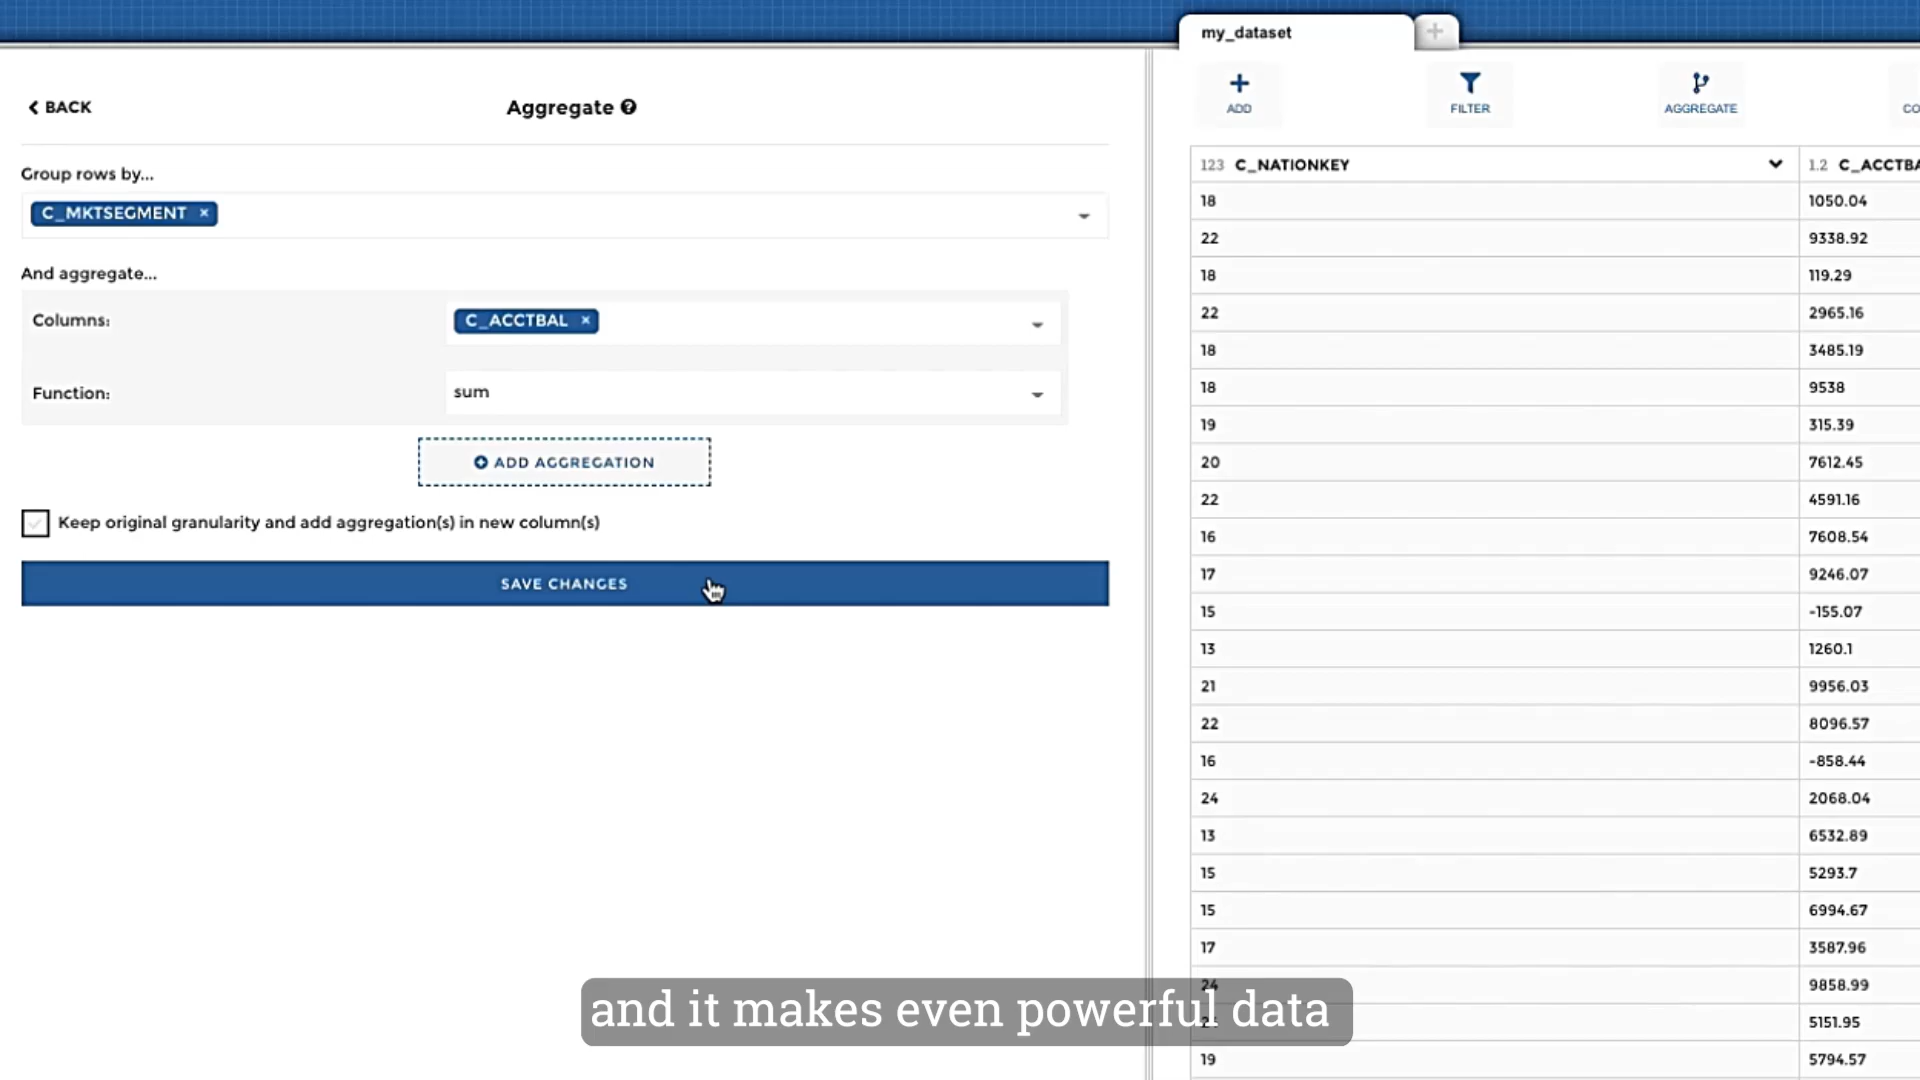 my_dataset
BACK
Aggregate
ADD
FILTER
AGGREGATE
CO
Group rows by...
C_MKTSEGMENT ×
And aggregate...
Columns:
C_ACCTBAL ×
Function:
sum
ADD AGGREGATION
Keep original granularity and add aggregation(s) in new column(s)
SAVE CHANGES
123 C_NATIONKEY 1.2 C_ACCTBA
18 1050.04
22 9338.92
18 119.29
22 2965.16
18 3485.19
18 9538
19 315.39
20 7612.45
22 4591.16
16 7608.54
17 9246.07
15 -155.07
13 1260.1
21 9956.03
22 8096.57
16 -858.44
24 2068.04
13 6532.89
15 5293.7
15 6994.67
17 3587.96
24 9858.99
5151.95
19 5794.57
and it makes even powerful data